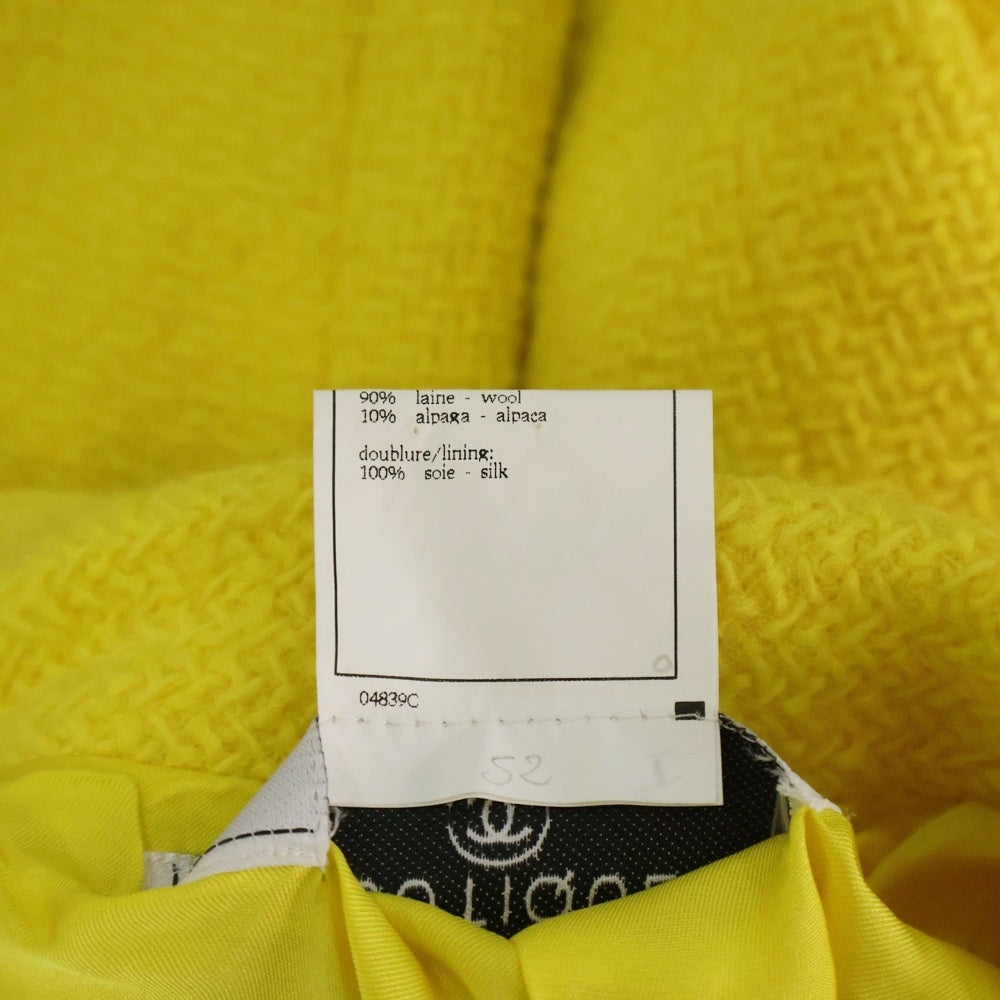 90% laine - wool
10% alpaga - alpaca
doublure/lining:
100% soie - silk
04839C
52